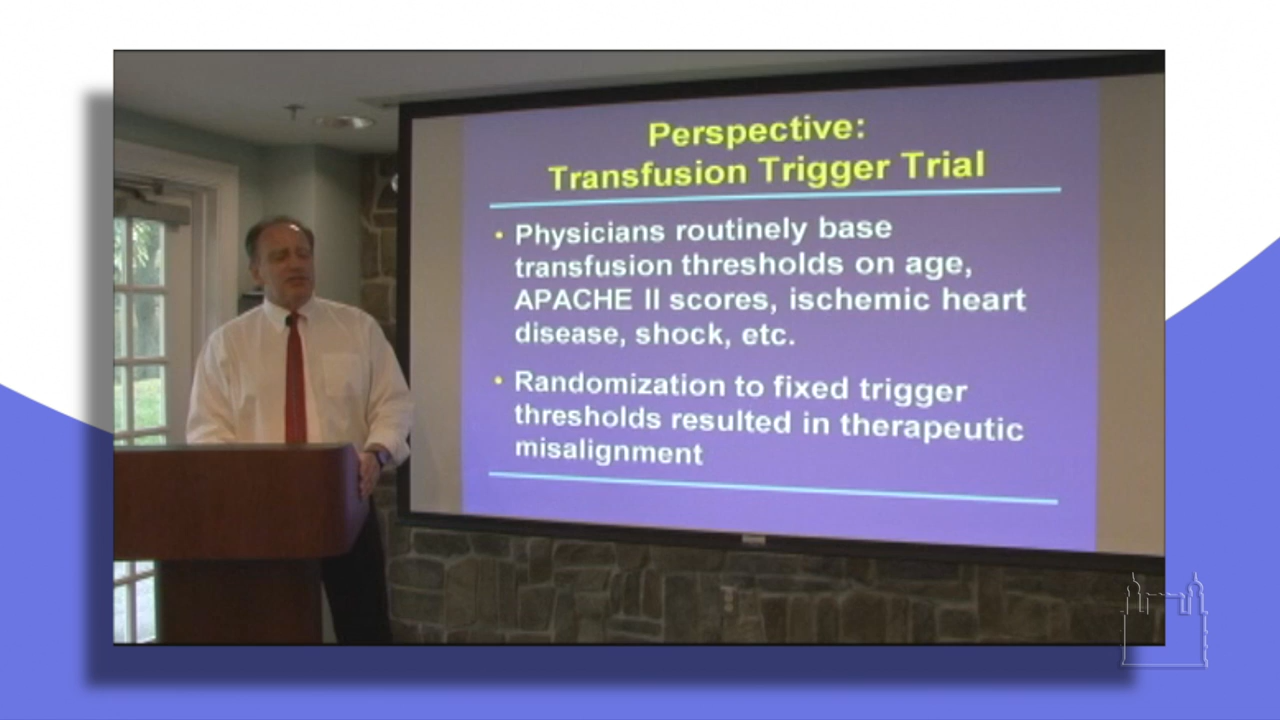 Perspective:
Transfusion Trigger Trial
• Physicians routinely base
transfusion thresholds on age,
APACHE II scores, ischemic heart
disease, shock, etc.
• Randomization to fixed trigger
thresholds resulted in therapeutic
misalignment